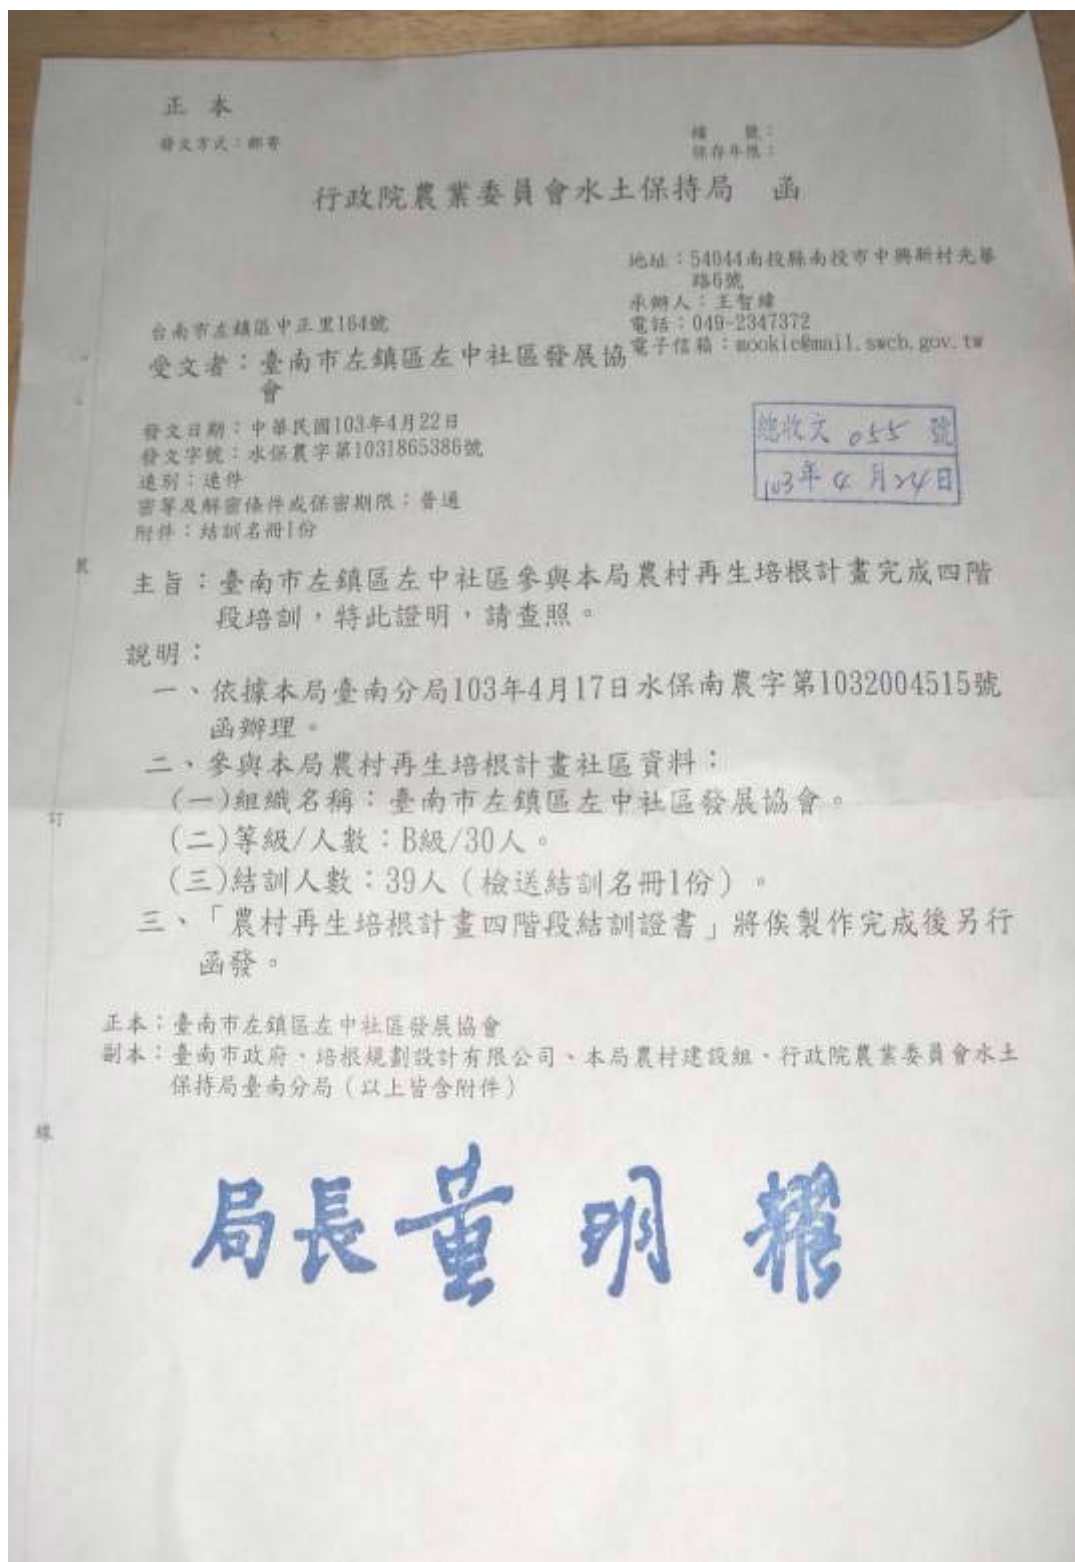 正 本
發文方式：郵寄
檔　　號：
保存年限：
行政院農業委員會水土保持局　函
地址：54044南投縣南投市中興新村光華
路6號
承辦人：王智緯
電話：049-2347372
電子信箱：mookie@mail.swcb.gov.tw
台南市左鎮區中正里164號
受文者：臺南市左鎮區左中社區發展協
會
發文日期：中華民國103年4月22日
發文字號：水保農字第1031865386號
速別：速件
密等及解密條件或保密期限：普通
附件：結訓名冊1份
總收文 055 號
103年 4 月 24 日
主旨：臺南市左鎮區左中社區參與本局農村再生培根計畫完成四階
段培訓，特此證明，請查照。
說明：
一、依據本局臺南分局103年4月17日水保南農字第1032004515號
函辦理。
二、參與本局農村再生培根計畫社區資料：
(一)組織名稱：臺南市左鎮區左中社區發展協會。
(二)等級/人數：B級/30人。
(三)結訓人數：39人（檢送結訓名冊1份）。
三、「農村再生培根計畫四階段結訓證書」將俟製作完成後另行
函發。
正本：臺南市左鎮區左中社區發展協會
副本：臺南市政府、培根規劃設計有限公司、本局農村建設組、行政院農業委員會水土
保持局臺南分局（以上皆含附件）
訂
線
局長董明耀